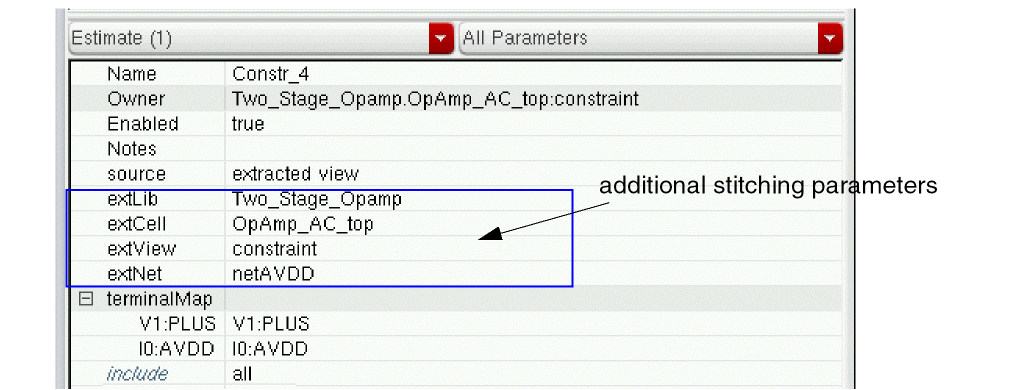 Estimate (1) All Parameters
Name Constr_4
Owner Two_Stage_Opamp.OpAmp_AC_top:constraint
Enabled true
Notes
source extracted view
additional stitching parameters
extLib Two_Stage_Opamp
extCell OpAmp_AC_top
extView constraint
extNet netAVDD
terminalMap
V1:PLUS V1:PLUS
I0:AVDD I0:AVDD
include all